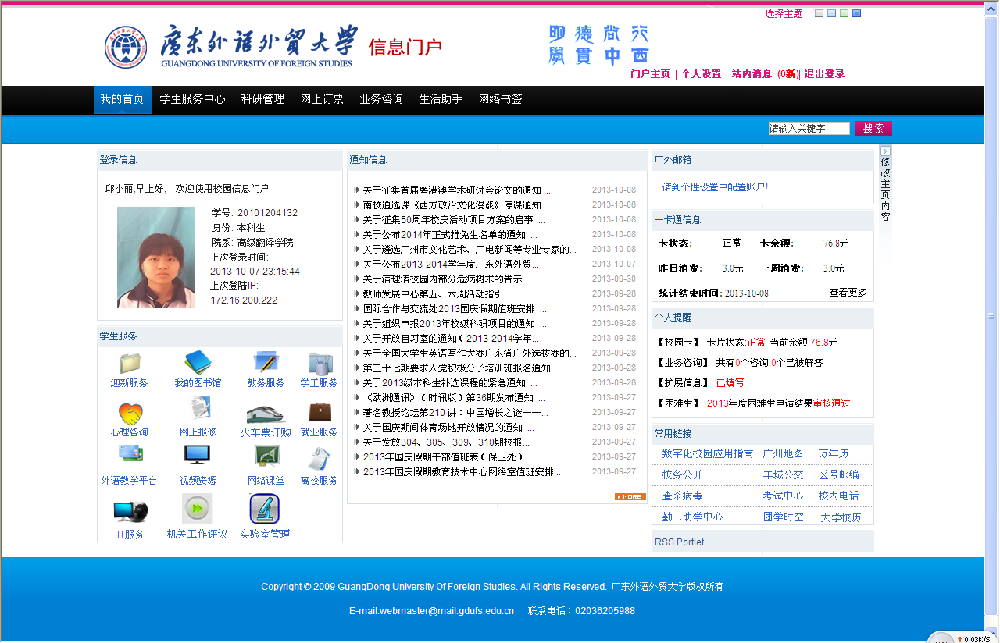 选择主题
廣东外语外貿大学
GUANGDONG UNIVERSITY OF FOREIGN STUDIES
信息门户
明德尚行
學貫中西
门户主页 | 个人设置 | 站内消息 (0新)| 退出登录
我的首页 学生服务中心 科研管理 网上订票 业务咨询 生活助手 网络书签
请输入关键字 搜 索
修改主页内容
登录信息
邱小丽,早上好, 欢迎使用校园信息门户
学号: 20101204132
身份: 本科生
院系: 高级翻译学院
上次登录时间:
2013-10-07 23:15:44
上次登陆IP:
172.16.200.222
学生服务
迎新服务 我的图书馆 教务服务 学工服务
心理咨询 网上报修 火车票订购 就业服务
外语教学平台 视频资源 网络课堂 离校服务
IT服务 机关工作评议 实验室管理
通知信息
关于征集首届粤港澳学术研讨会论文的通知 ... 2013-10-08
南校通选课《西方政治文化漫谈》停课通知 ... 2013-10-08
关于征集50周年校庆活动项目方案的启事 ... 2013-10-08
关于公布2014年正式推免生名单的通知 ... 2013-10-08
关于遴选广州市文化艺术、广电新闻等专业专家的... 2013-10-08
关于公布2013-2014学年度广东外语外贸... 2013-10-07
关于清理清校园内部分危病树木的告示 ... 2013-09-30
教师发展中心第五、六周活动指引 ... 2013-09-28
国际合作与交流处2013国庆假期值班安排 ... 2013-09-28
关于组织申报2013年校级科研项目的通知 ... 2013-09-28
关于开放自习室的通知（2013-2014学年... 2013-09-28
关于全国大学生英语写作大赛广东省广外选拔赛的... 2013-09-28
第三十七期要求入党积极分子培训班报名通知 ... 2013-09-28
关于2013级本科生补选课程的紧急通知 ... 2013-09-28
《欧洲通讯》（时讯版）第36期发布通知 ... 2013-09-27
著名教授论坛第210 讲：中国增长之谜——... 2013-09-27
关于国庆期间体育场地开放情况的通知 ... 2013-09-27
关于发放304、305、309、310期校报... 2013-09-27
2013年国庆假期干部值班表（保卫处） ... 2013-09-27
2013年国庆假期教育技术中心网络室值班安排... 2013-09-27
MORE
广外邮箱
请到个性设置中配置账户!
一卡通信息
卡状态: 正常 卡余额: 76.8元
昨日消费: 3.0元 一周消费: 3.0元
统计结束时间: 2013-10-08 查看更多
个人提醒
【校园卡】 卡片状态:正常 当前余额:76.8元
【业务咨询】 共有0个咨询,0个已被解答
【扩展信息】 已填写
【困难生】 2013年度困难生申请结果审核通过
常用链接
数字化校园应用指南 广州地图 万年历
校务公开 羊城公交 区号邮编
查杀病毒 考试中心 校内电话
勤工助学中心 团学时空 大学校历
RSS Portlet
Copyright © 2009 GuangDong University Of Foreign Studies. All Rights Reserved. 广东外语外贸大学版权所有
E-mail:webmaster@mail.gdufs.edu.cn 联系电话：02036205988
0.03K/S